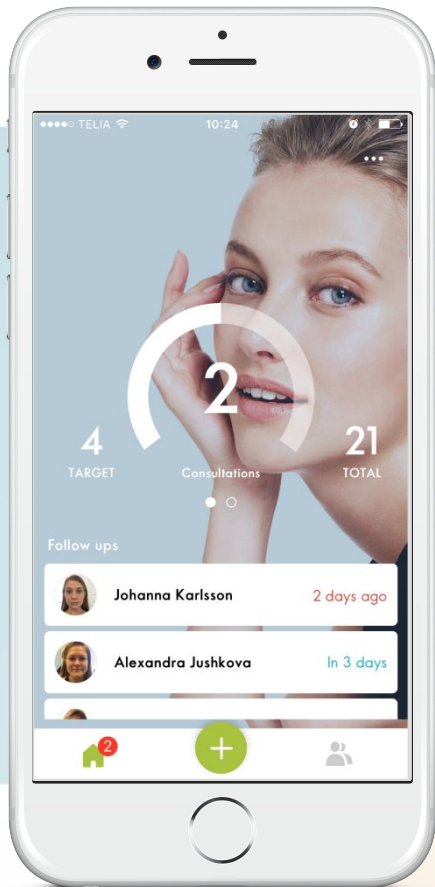 TELIA 10:24
2
4 21
TARGET Consultations TOTAL
Follow ups
Johanna Karlsson 2 days ago
Alexandra Jushkova In 3 days
2
+